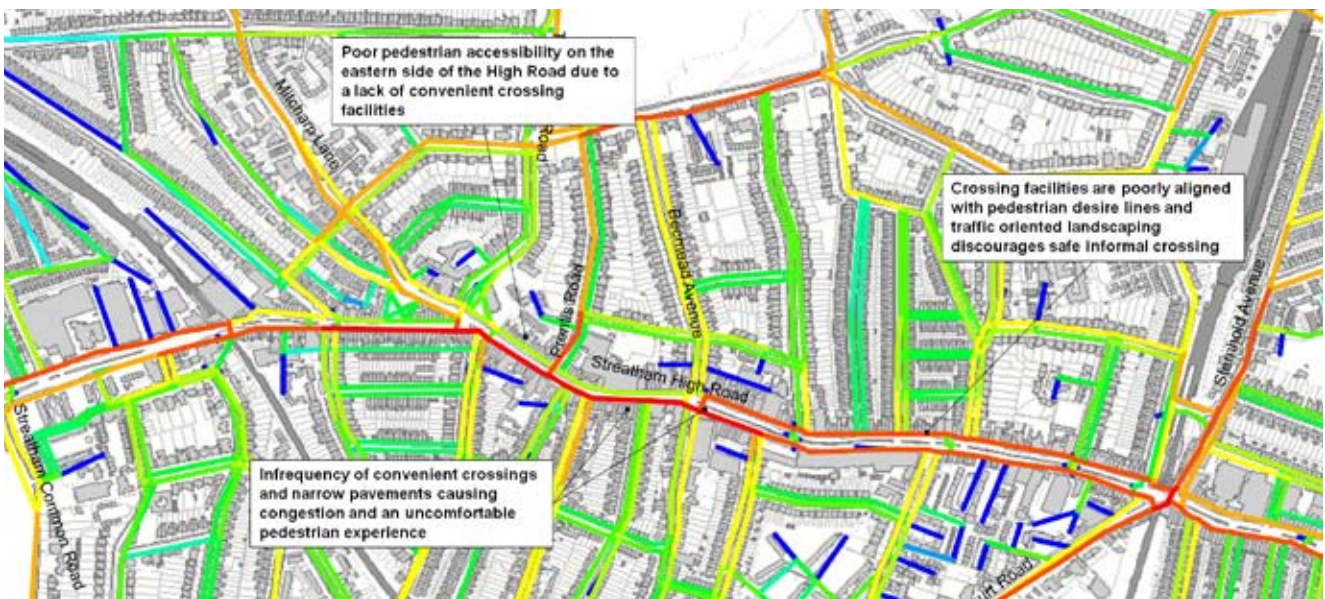 Poor pedestrian accessibility on the
eastern side of the High Road due to
a lack of convenient crossing
facilities
Mitcham Lane
Road
Crossing facilities are poorly aligned
with pedestrian desire lines and
traffic oriented landscaping
discourages safe informal crossing
Prentis Road
Becmead Avenue
Streatham High Road
Sternhold Avenue
Streatham Common Road
Infrequency of convenient crossings
and narrow pavements causing
congestion and an uncomfortable
pedestrian experience
Road